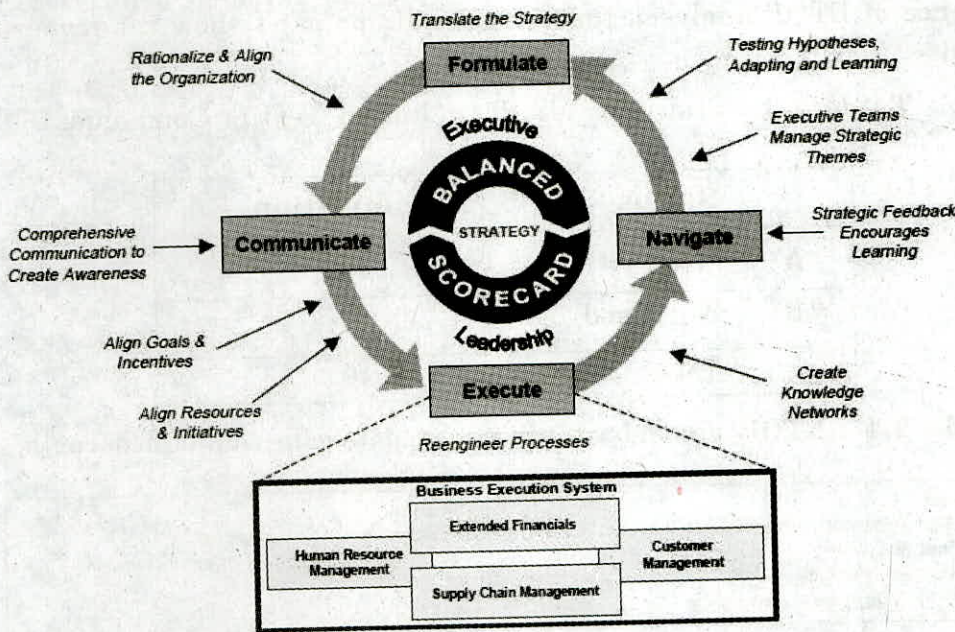 Translate the Strategy
Formulate
Rationalize & Align
the Organization
Testing Hypotheses,
Adapting and Learning
Executive Teams
Manage Strategic
Themes
Executive
BALANCED
STRATEGY
SCORECARD
Leadership
Communicate
Navigate
Comprehensive
Communication to
Create Awareness
Strategic Feedback
Encourages
Learning
Align Goals &
Incentives
Align Resources
& Initiatives
Execute
Create
Knowledge
Networks
Reengineer Processes
Business Execution System
Extended Financials
Human Resource
Management
Customer
Management
Supply Chain Management